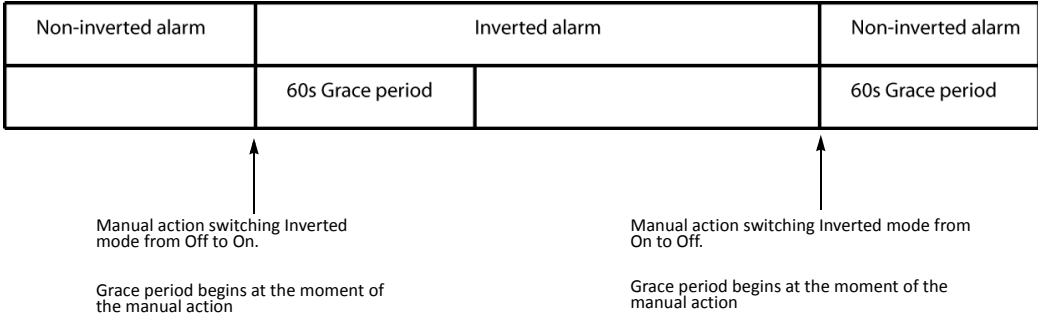 Non-inverted alarm
Inverted alarm
Non-inverted alarm
60s Grace period
60s Grace period
Manual action switching Inverted
mode from Off to On.
Grace period begins at the moment of
the manual action
Manual action switching Inverted mode from
On to Off.
Grace period begins at the moment of the
manual action